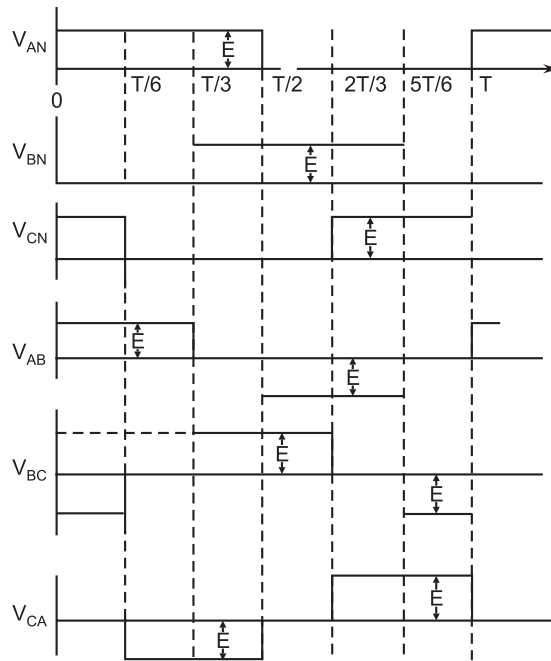 V_AN
E
0
T/6
T/3
T/2
2T/3
5T/6
T
V_BN
E
V_CN
E
V_AB
E
E
V_BC
E
E
V_CA
E
E